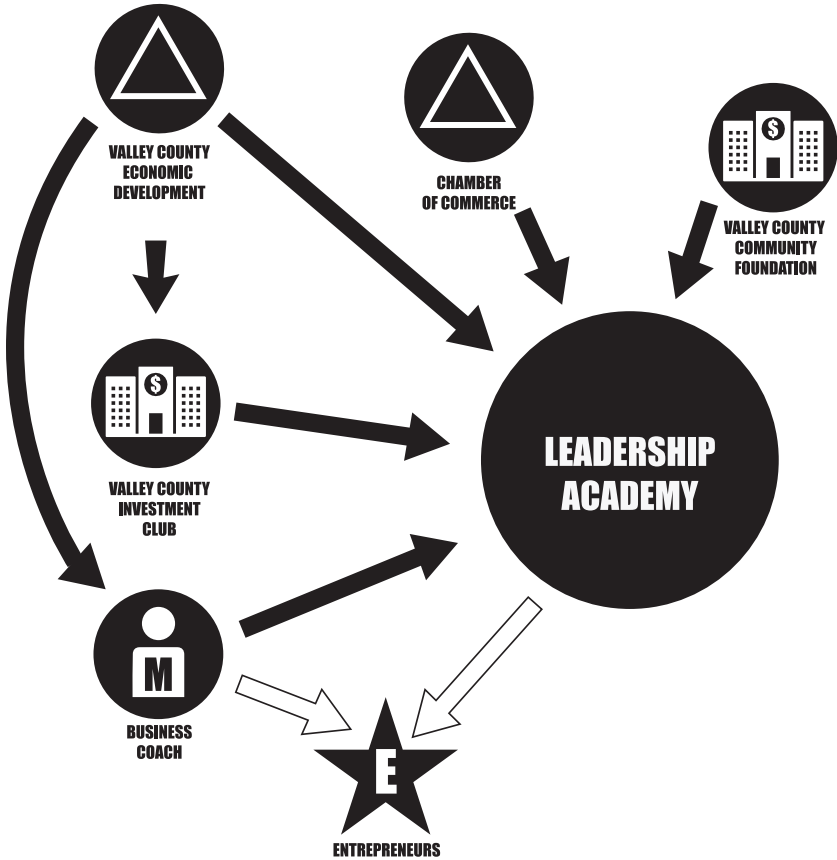 VALLEY COUNTY
ECONOMIC
DEVELOPMENT
CHAMBER
OF COMMERCE
$
VALLEY COUNTY
COMMUNITY
FOUNDATION
$
VALLEY COUNTY
INVESTMENT
CLUB
LEADERSHIP
ACADEMY
M
BUSINESS
COACH
E
ENTREPRENEURS